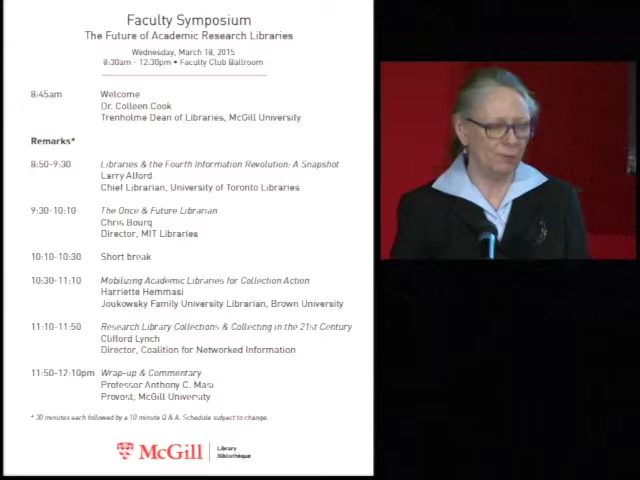 Faculty Symposium
The Future of Academic Research Libraries
Wednesday, March 18, 2015
8:30am - 12:30pm • Faculty Club Ballroom
8:45am Welcome
Dr. Colleen Cook
Trenholme Dean of Libraries, McGill University
Remarks*
8:50-9:30 Libraries & the Fourth Information Revolution: A Snapshot
Larry Alford
Chief Librarian, University of Toronto Libraries
9:30-10:10 The Once & Future Librarian
Chris Bourg
Director, MIT Libraries
10:10-10:30 Short break
10:30-11:10 Mobilizing Academic Libraries for Collection Action
Harriette Hemmasi
Joukowsky Family University Librarian, Brown University
11:10-11:50 Research Library Collections & Collecting in the 21st Century
Clifford Lynch
Director, Coalition for Networked Information
11:50-12:10pm Wrap-up & Commentary
Professor Anthony C. Masi
Provost, McGill University
* 30 minutes each followed by a 10 minute Q & A. Schedule subject to change.
McGill Library
Bibliothèque